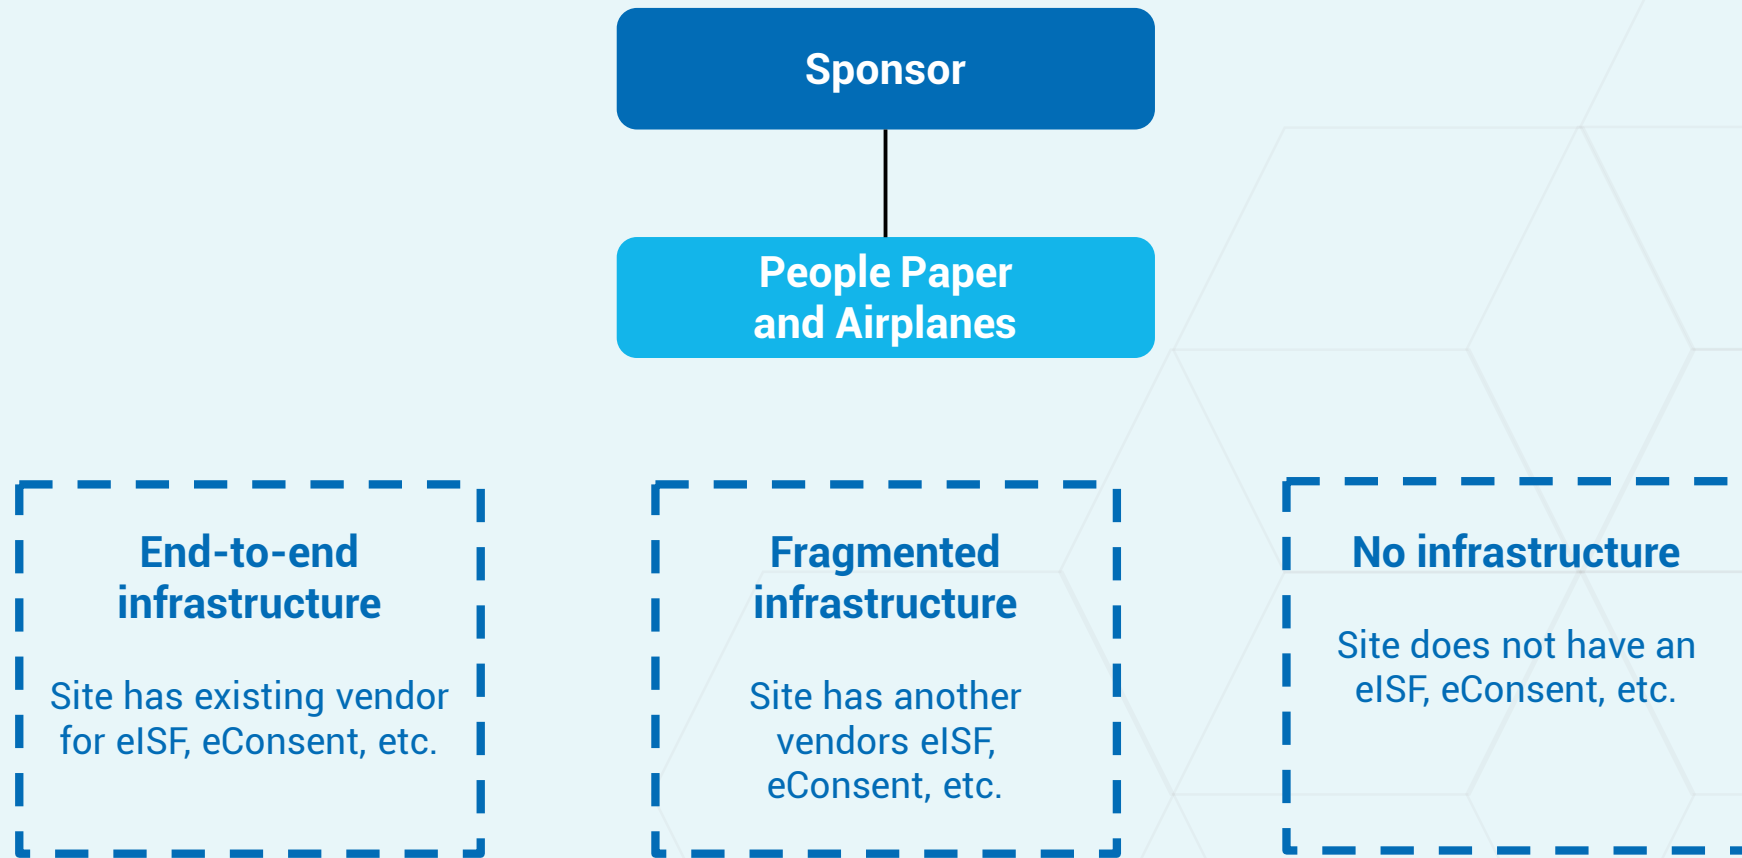 Sponsor
People Paper
and Airplanes
End-to-end
infrastructure
Site has existing vendor
for eISF, eConsent, etc.
Fragmented
infrastructure
Site has another
vendors eISF,
eConsent, etc.
No infrastructure
Site does not have an
eISF, eConsent, etc.